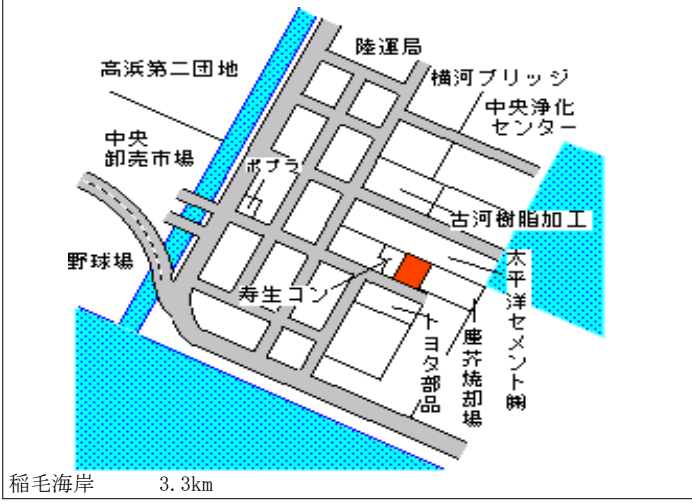 陸運局
高浜第二団地
横河ブリッジ
中央浄化
センター
中央
卸売市場
ポプラ
古河樹脂加工
野球場
寿生コン
太平洋セメント㈱
トヨタ部品
塵芥焼却場
稲毛海岸 3.3km